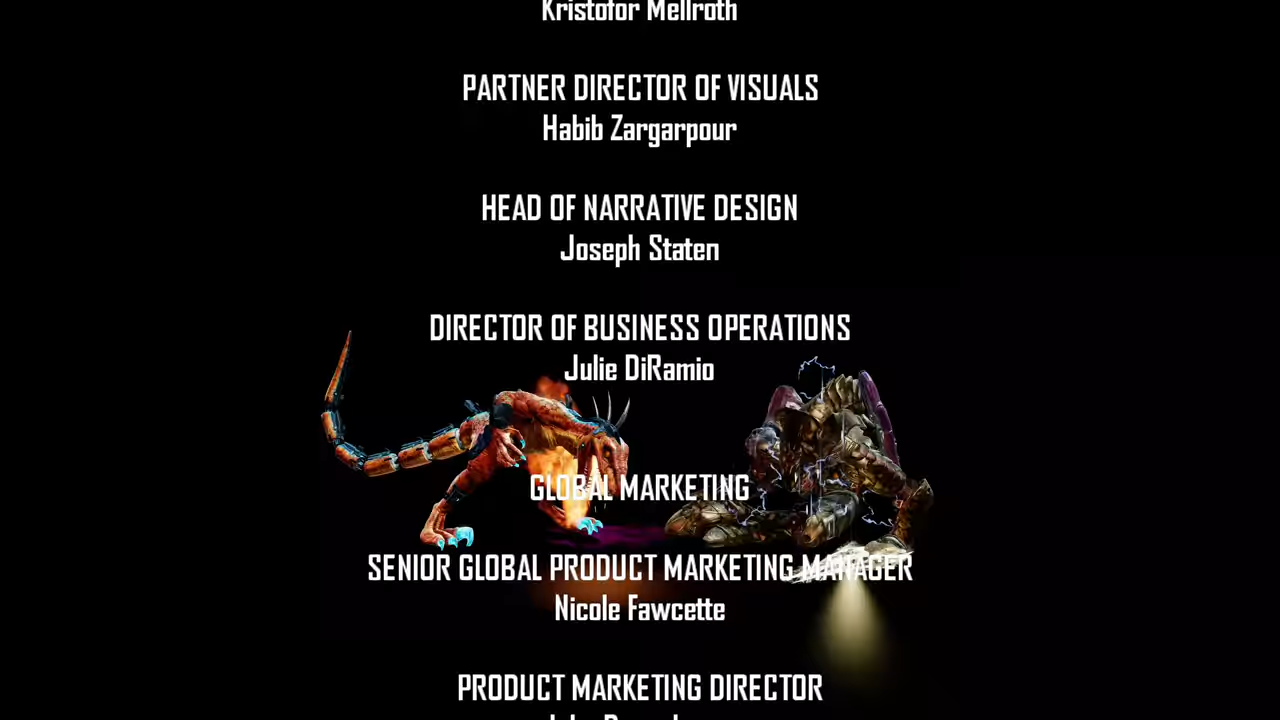 Kristofor Mellroth
PARTNER DIRECTOR OF VISUALS
Habib Zargarpour
HEAD OF NARRATIVE DESIGN
Joseph Staten
DIRECTOR OF BUSINESS OPERATIONS
Julie DiRamio
GLOBAL MARKETING
SENIOR GLOBAL PRODUCT MARKETING MANAGER
Nicole Fawcette
PRODUCT MARKETING DIRECTOR